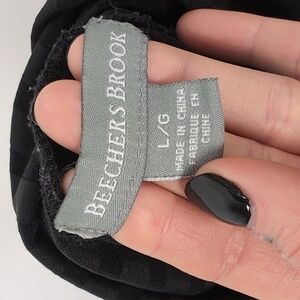 BEECHERS BROOK
L/G
MADE IN CHINA
FABRIQUE EN
CHINE